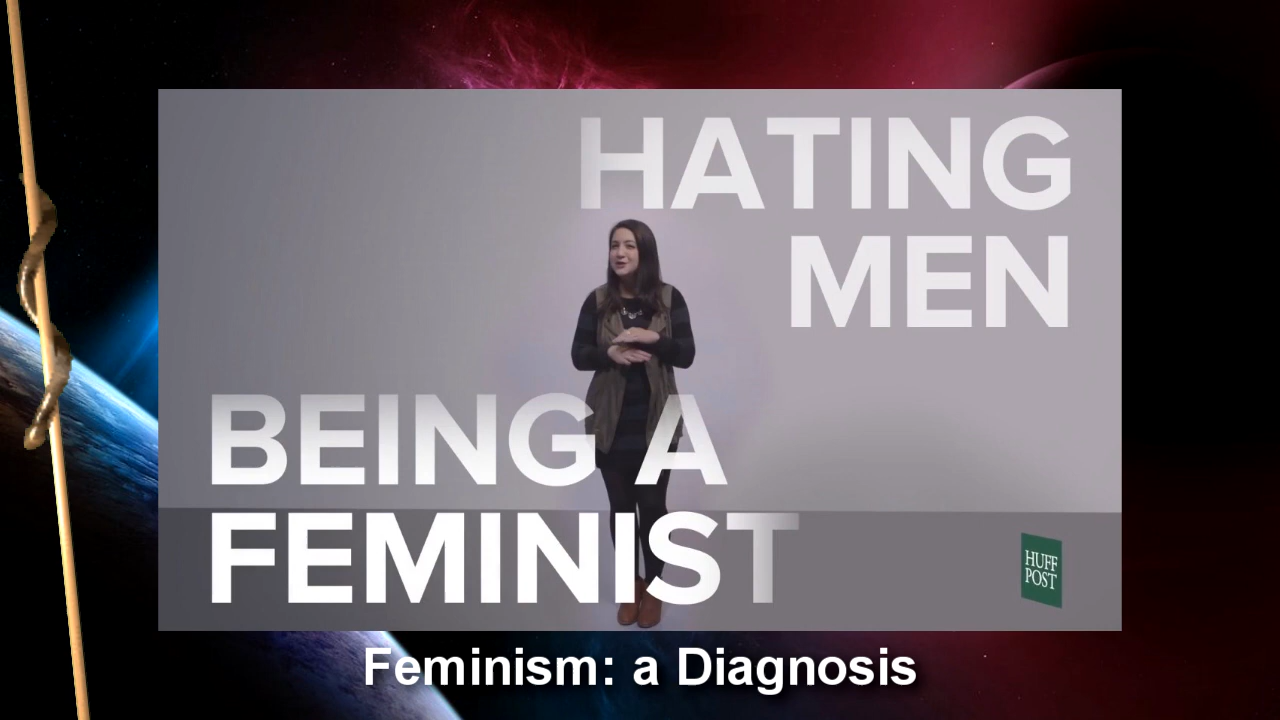 HATING
MEN
BEING A
FEMINIST
HUFF
POST
Feminism: a Diagnosis